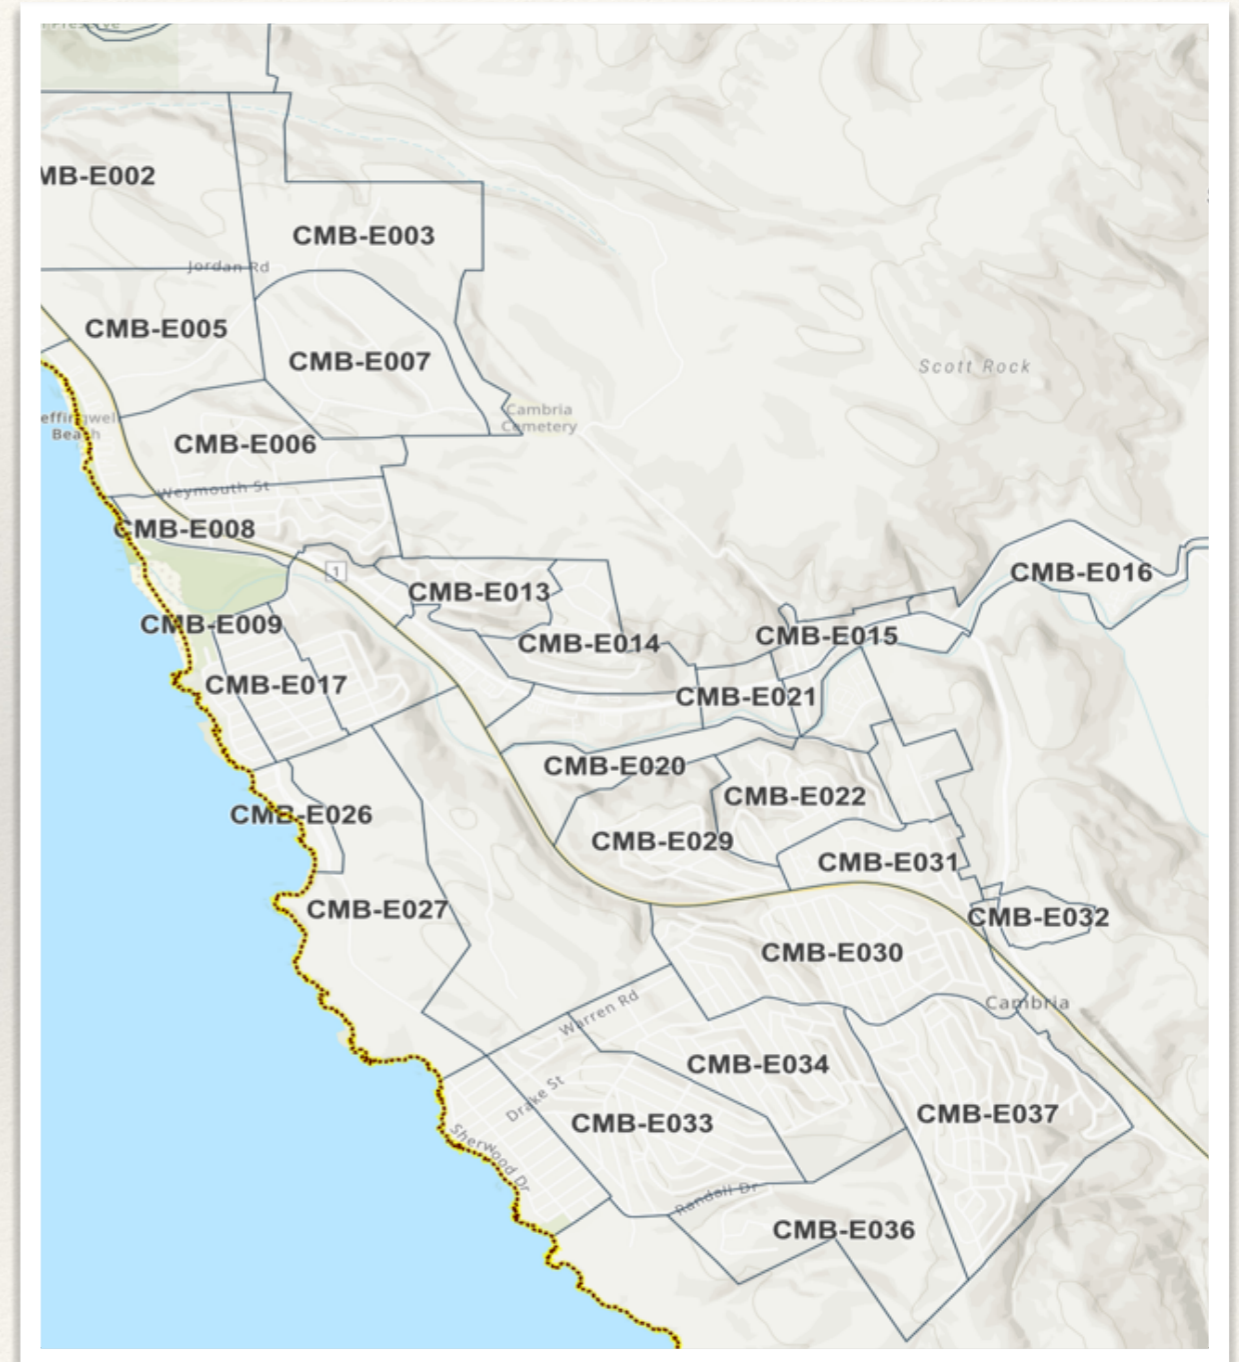 Preserve
MB-E002
CMB-E003
Jordan Rd
CMB-E005
CMB-E007
Scott Rock
effingwel
Beach
Cambria
Cemetery
CMB-E006
Weymouth St
CMB-E008
1
CMB-E013
CMB-E016
CMB-E009
CMB-E014
CMB-E015
CMB-E017
CMB-E021
CMB-E020
CMB-E022
CMB-E026
CMB-E029
CMB-E031
CMB-E027
CMB-E032
CMB-E030
Cambria
Warren Rd
CMB-E034
Drake St
CMB-E033
CMB-E037
Sherwood Dr
Randall Dr
CMB-E036